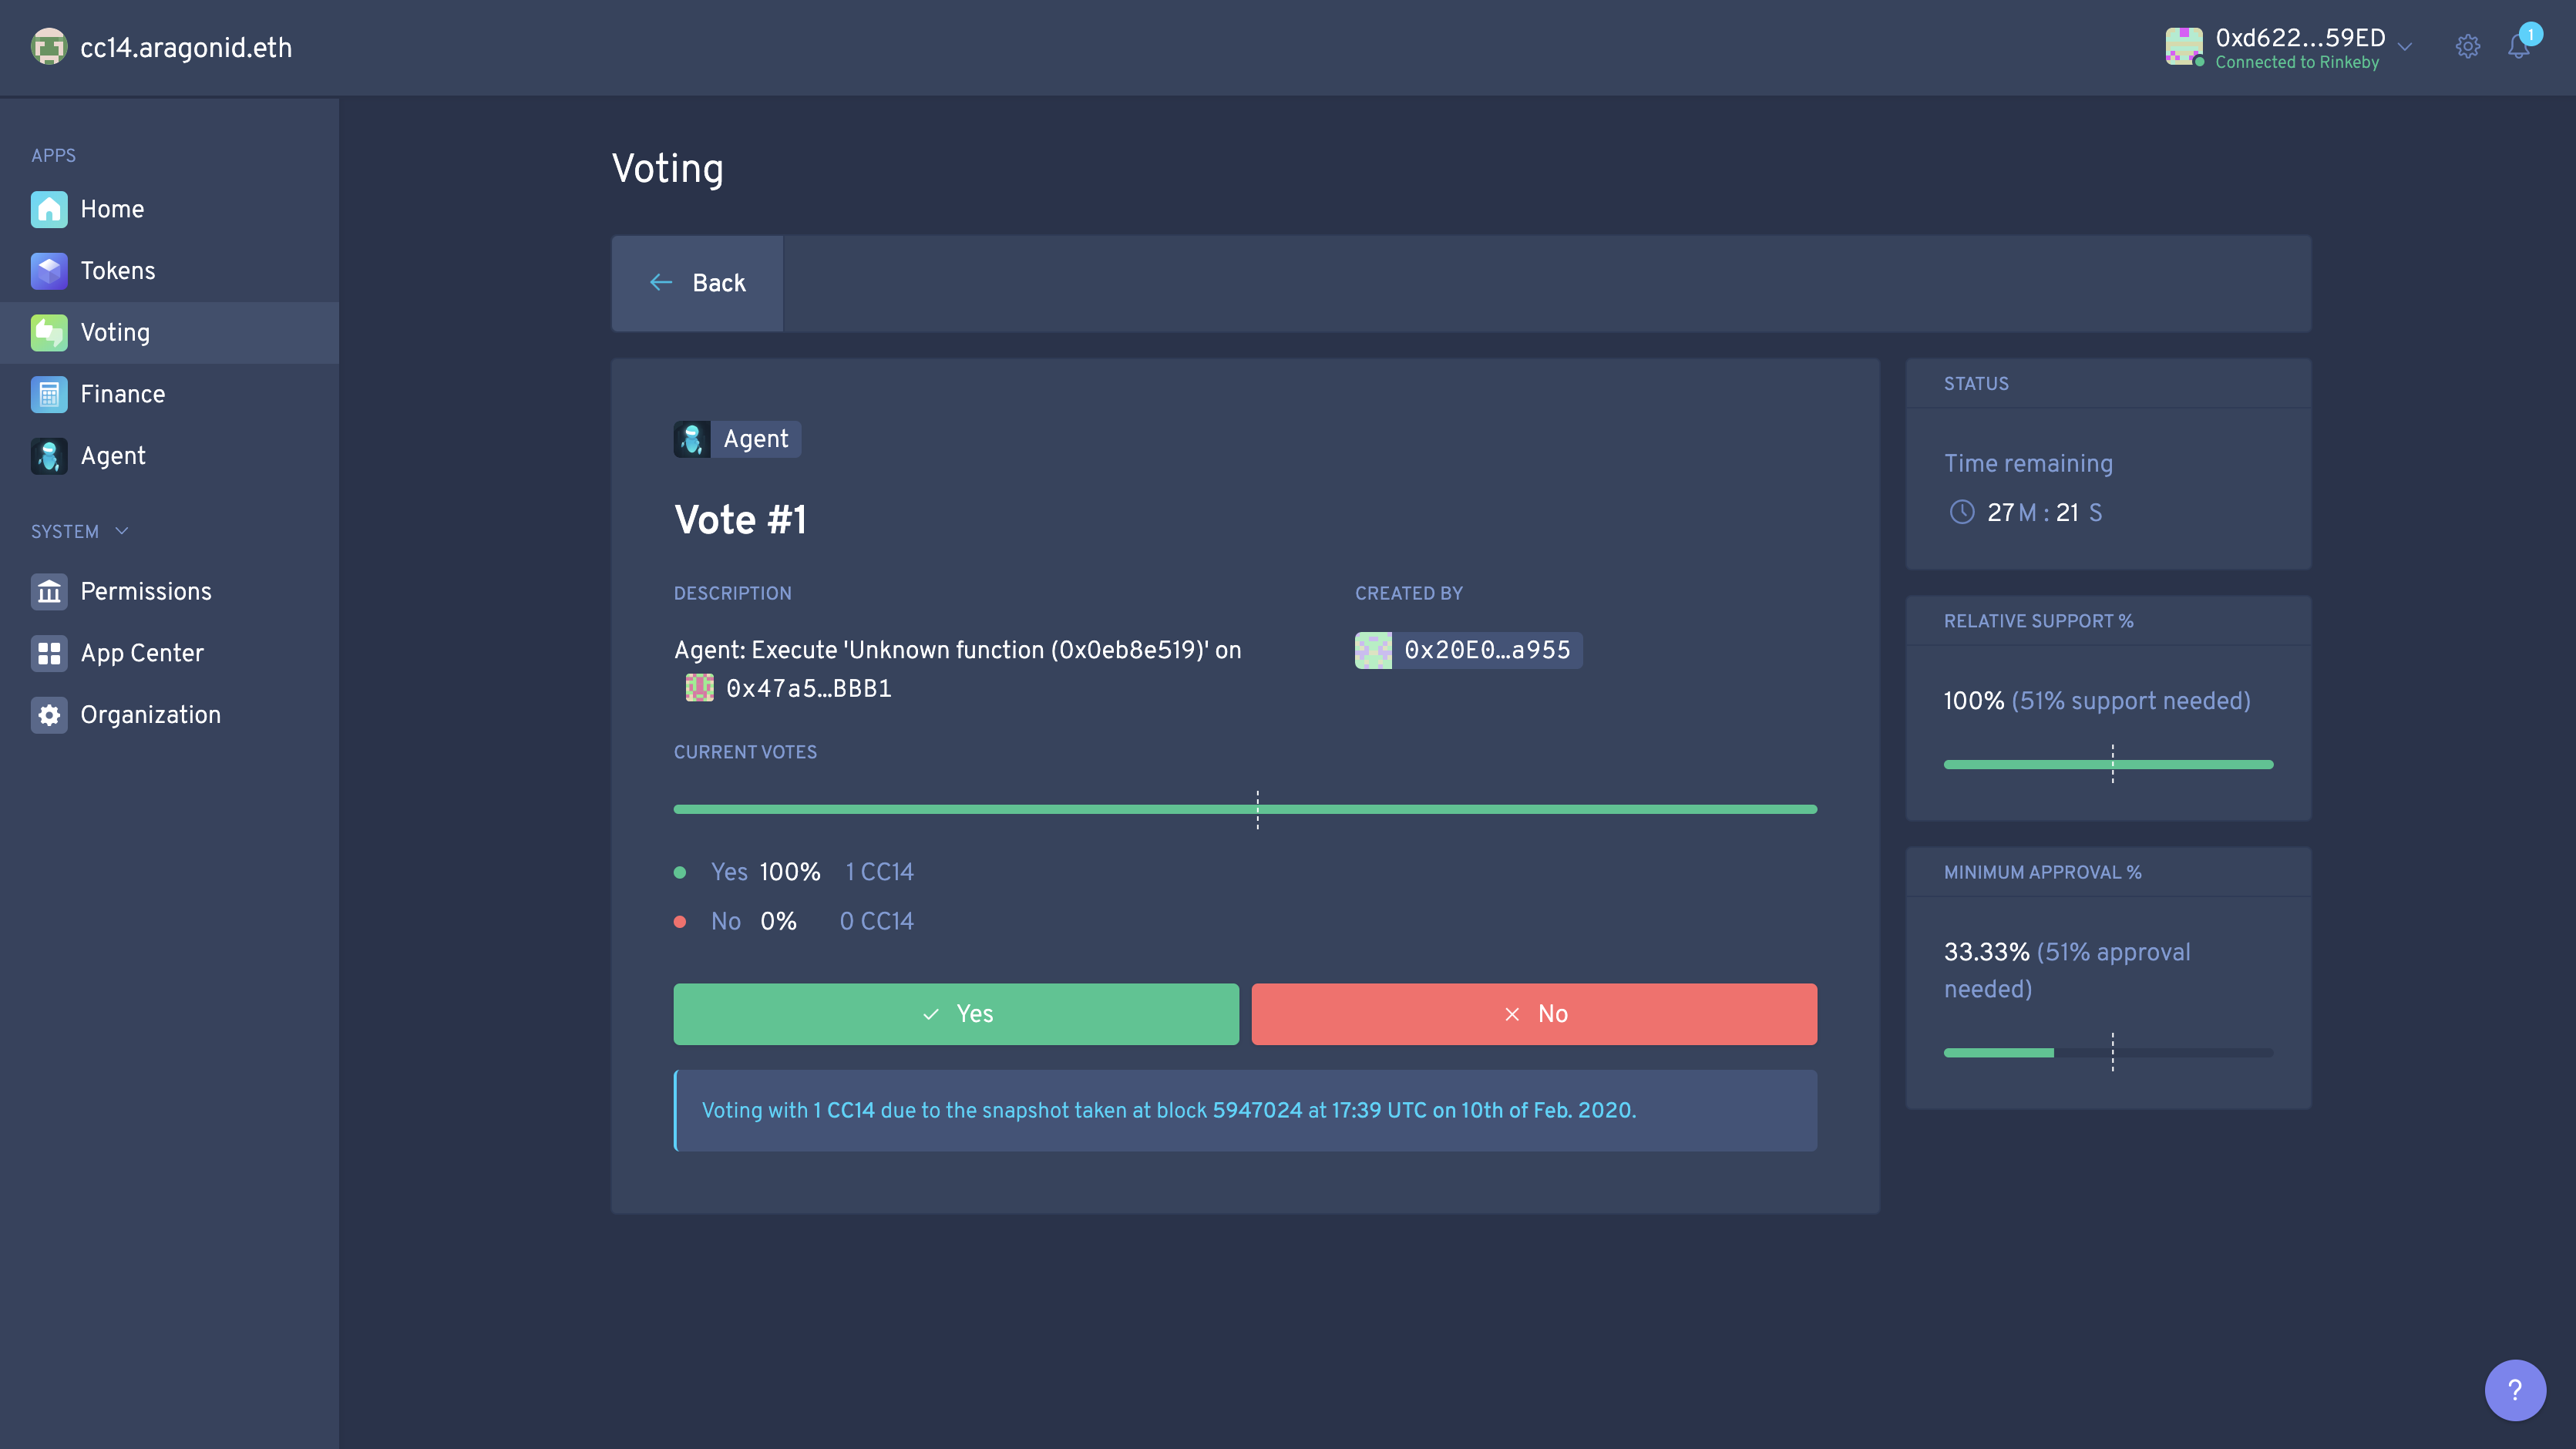 cc14.aragonid.eth
0xd622...59ED
Connected to Rinkeby
1
APPS
Home
Tokens
Voting
Finance
Agent
SYSTEM
Permissions
App Center
Organization
Voting
Back
Agent
Vote #1
DESCRIPTION
Agent: Execute 'Unknown function (0x0eb8e519)' on
0x47a5…BBB1
CREATED BY
0x20E0…a955
CURRENT VOTES
Yes 100% 1 CC14
No 0% 0 CC14
Yes
No
Voting with 1 CC14 due to the snapshot taken at block 5947024 at 17:39 UTC on 10th of Feb. 2020.
STATUS
Time remaining
27 M : 21 S
RELATIVE SUPPORT %
100% (51% support needed)
MINIMUM APPROVAL %
33.33% (51% approval
needed)
?